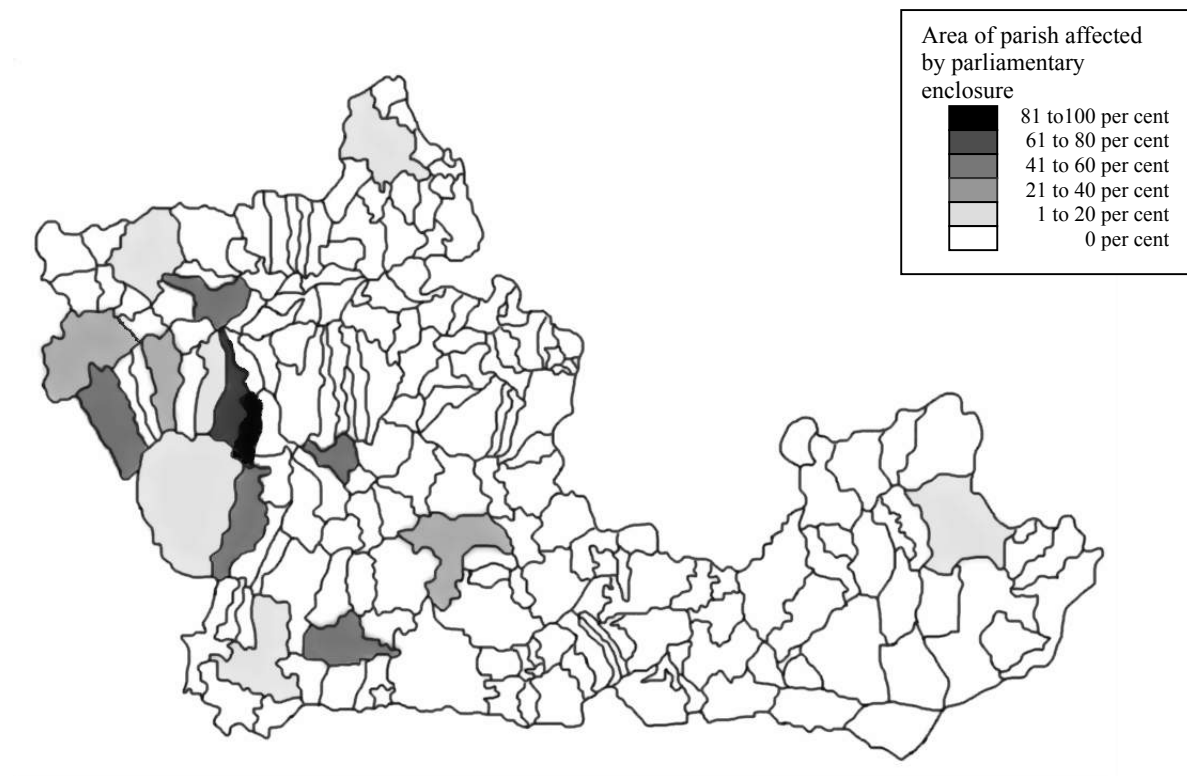 Area of parish affected
by parliamentary
enclosure
81 to100 per cent
61 to 80 per cent
41 to 60 per cent
21 to 40 per cent
1 to 20 per cent
0 per cent